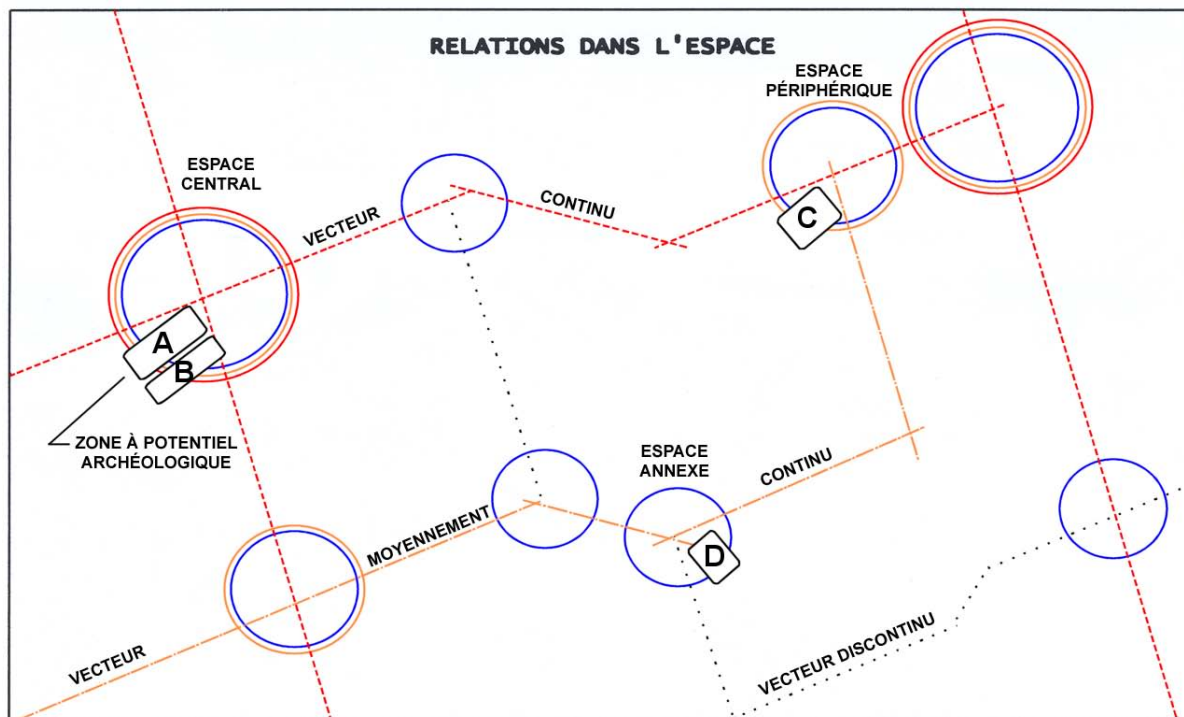 RELATIONS DANS L'ESPACE
ESPACE
PÉRIPHÉRIQUE
ESPACE
CENTRAL
VECTEUR
CONTINU
C
A
B
ZONE À POTENTIEL
ARCHÉOLOGIQUE
ESPACE
ANNEXE
CONTINU
MOYENNEMENT
D
VECTEUR
VECTEUR DISCONTINU